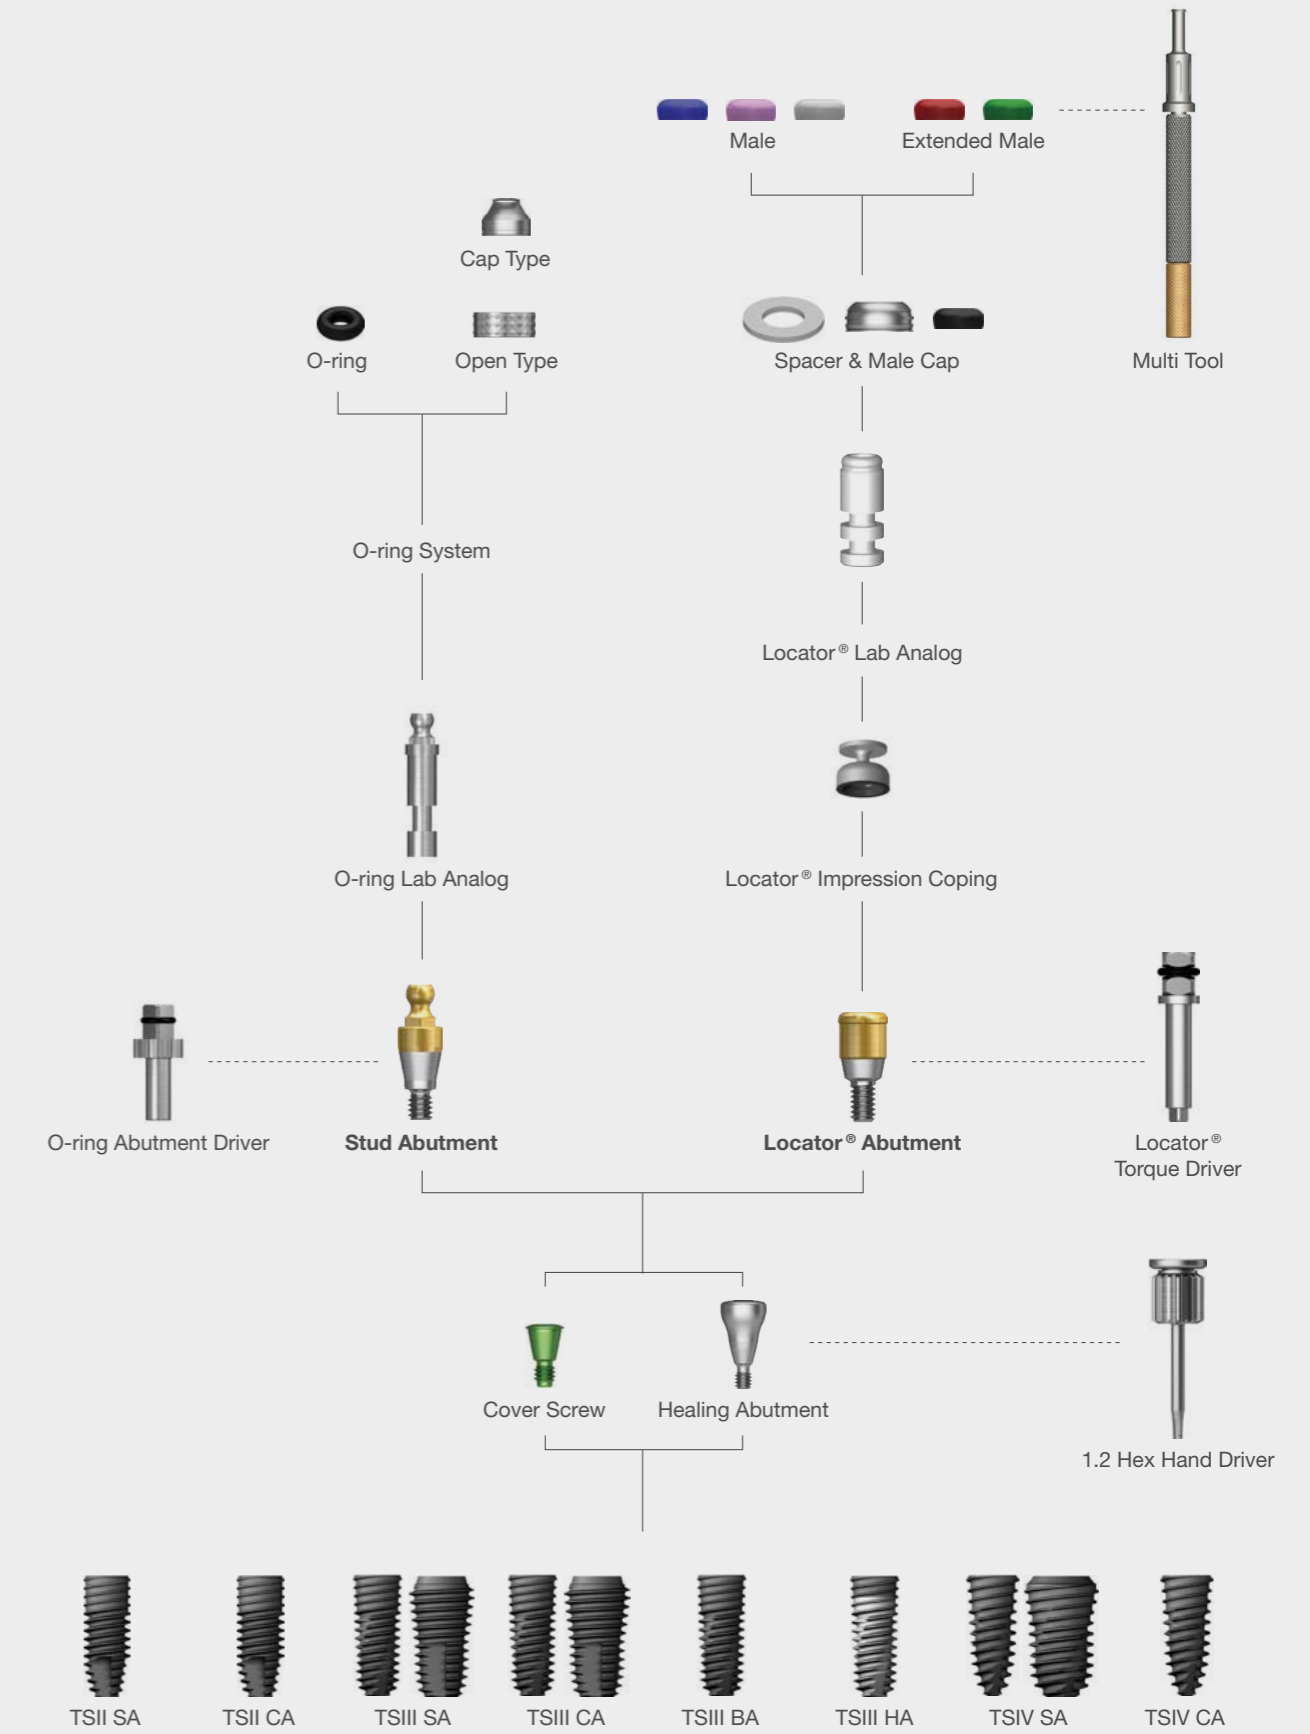 Male
Extended Male
Cap Type
O-ring
Open Type
Spacer & Male Cap
Multi Tool
O-ring System
Locator® Lab Analog
O-ring Lab Analog
Locator® Impression Coping
O-ring Abutment Driver
Stud Abutment
Locator® Abutment
Locator®
Torque Driver
Cover Screw
Healing Abutment
1.2 Hex Hand Driver
TSII SA
TSII CA
TSIII SA
TSIII CA
TSIII BA
TSIII HA
TSIV SA
TSIV CA